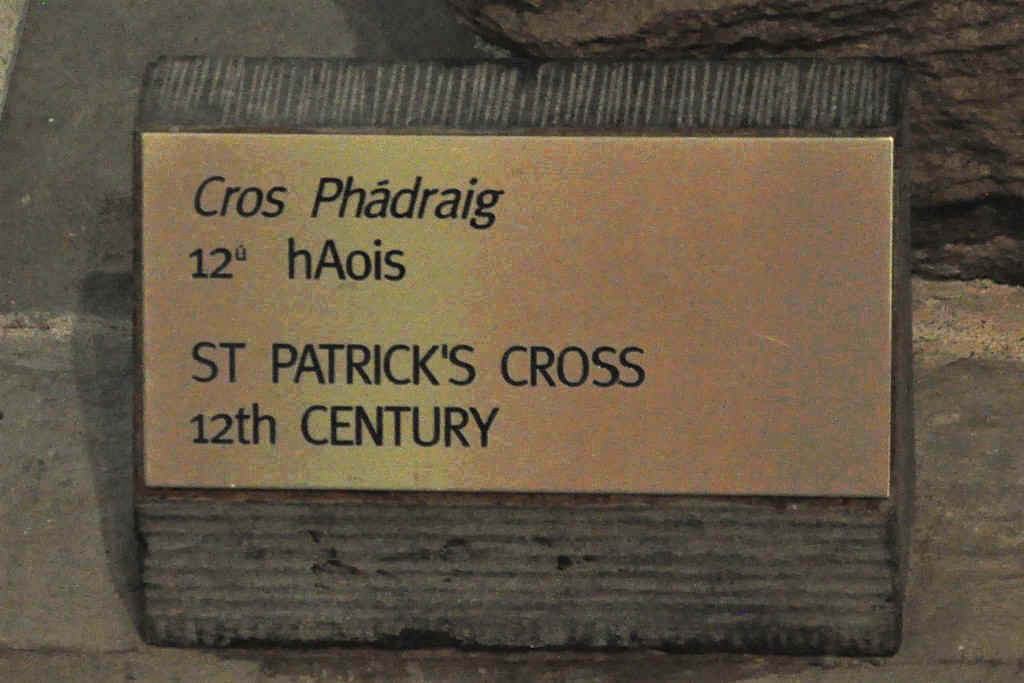 Cros Phádraig
12ú hAois
ST PATRICK'S CROSS
12th CENTURY